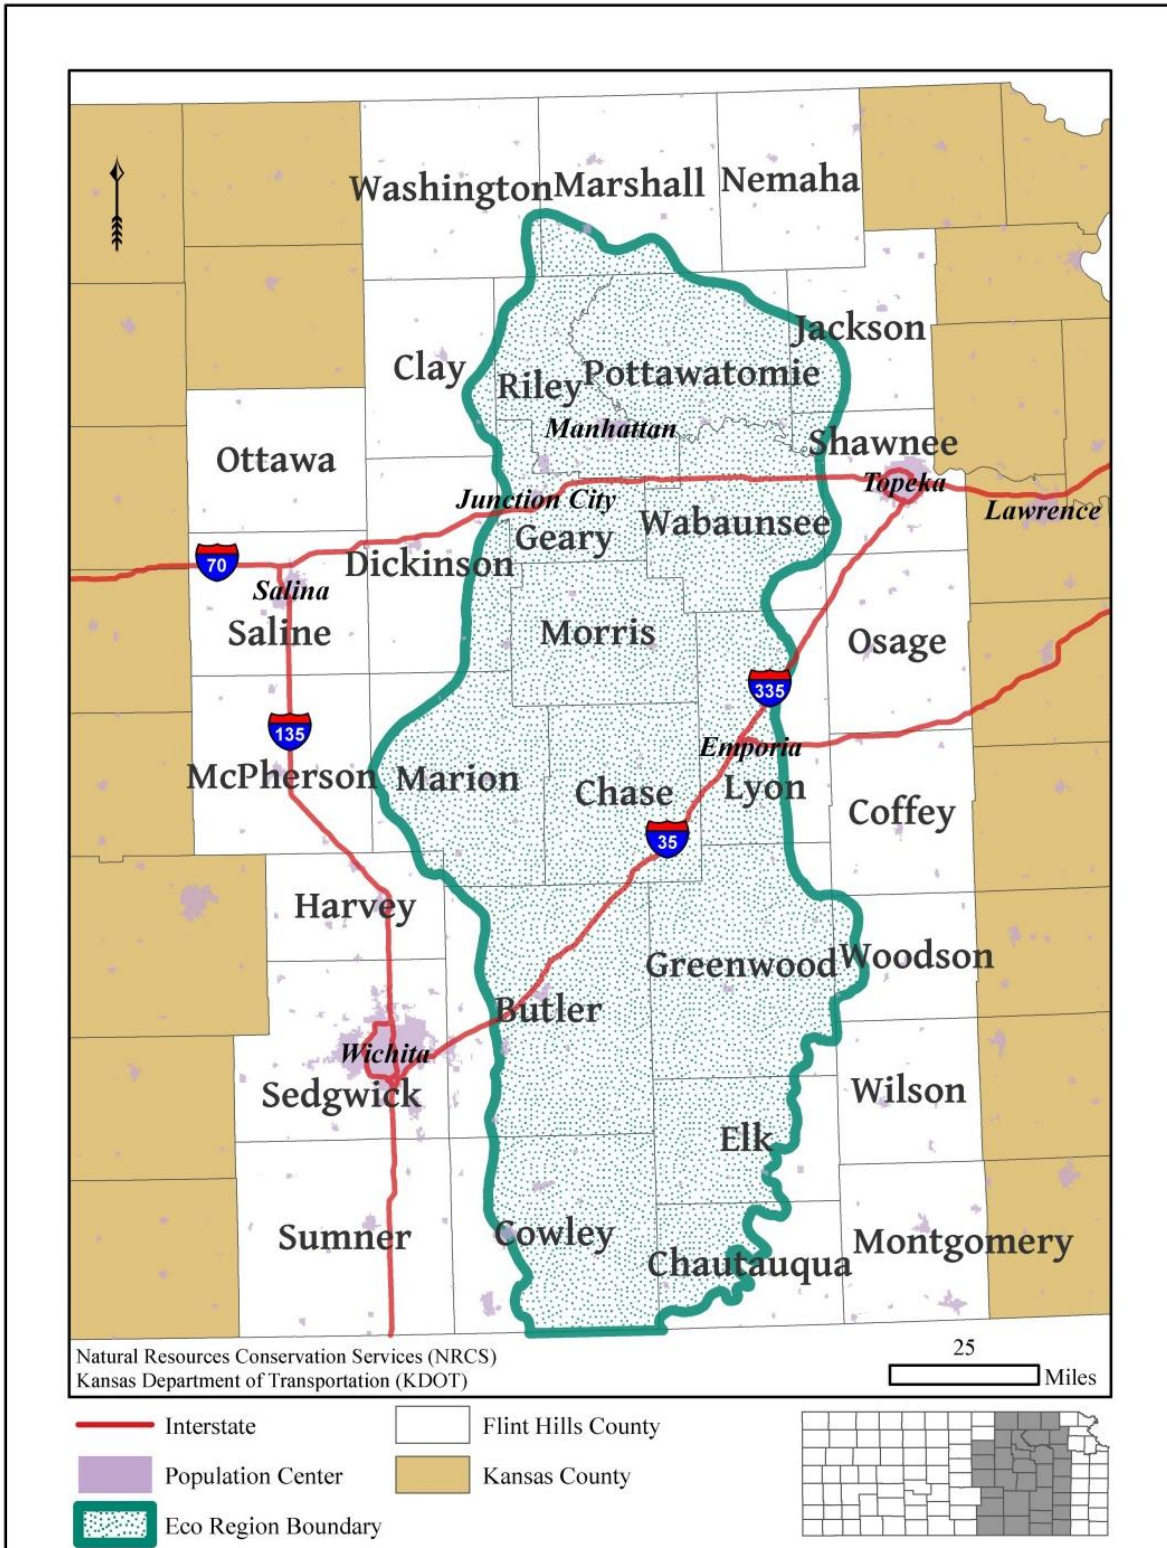 Washington
Marshall
Nemaha
Jackson
Clay
Riley
Pottawatomie
Manhattan
Shawnee
Ottawa
Topeka
Junction City
Lawrence
Wabaunsee
Geary
70
Dickinson
Salina
Saline
Morris
Osage
335
135
Emporia
McPherson
Marion
Chase
Lyon
Coffey
35
Harvey
Greenwood
Woodson
Butler
Wichita
Sedgwick
Wilson
Elk
Sumner
Cowley
Montgomery
Chautauqua
Natural Resources Conservation Services (NRCS)
Kansas Department of Transportation (KDOT)
25
Miles
Interstate
Flint Hills County
Population Center
Kansas County
Eco Region Boundary